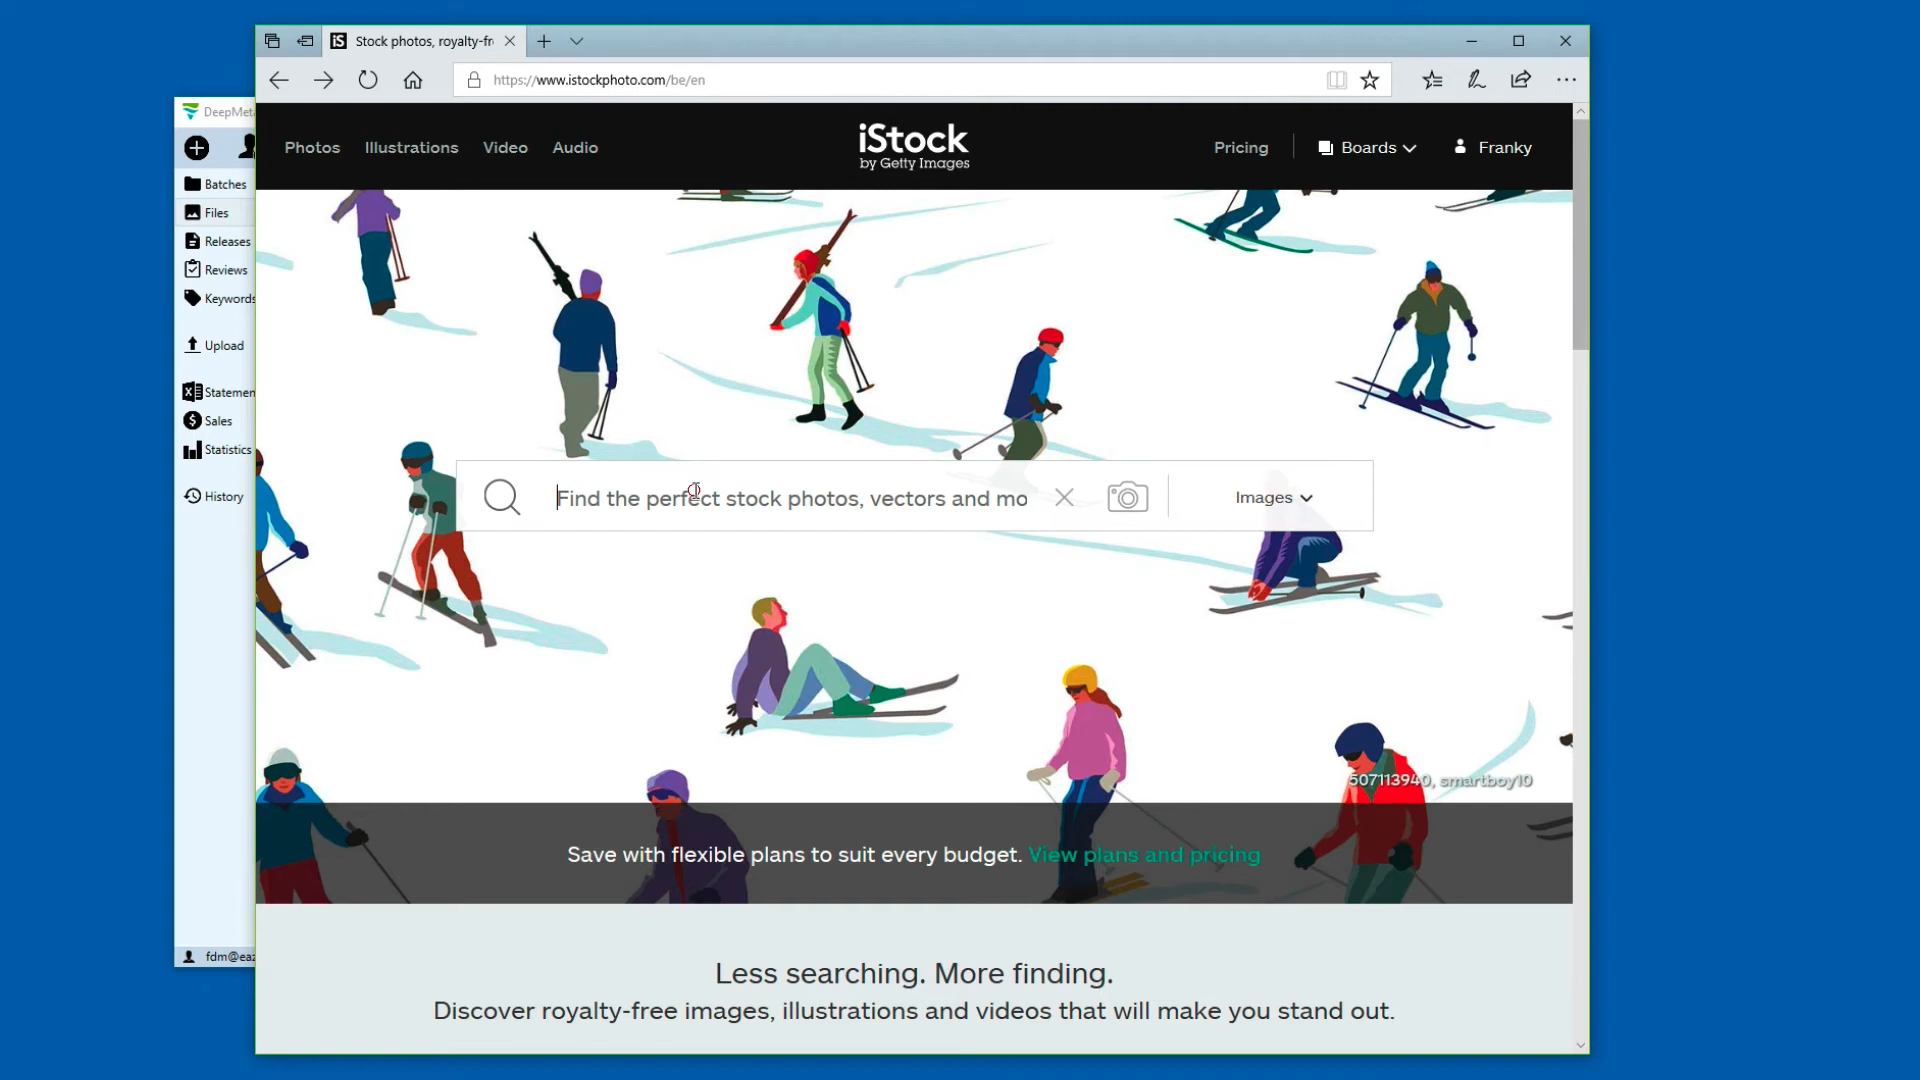 Stock photos, royalty-fr
https://www.istockphoto.com/be/en
DeepMeta
Photos
Illustrations
Video
Audio
iStock
by Getty Images
Pricing
Boards
Franky
Batches
Files
Releases
Reviews
Keywords
Upload
Statemen
Sales
Statistics
History
Find the perfect stock photos, vectors and mo
Images
507113940, smartboy10
Save with flexible plans to suit every budget. View plans and pricing
fdm@eaz
Less searching. More finding.
Discover royalty-free images, illustrations and videos that will make you stand out.